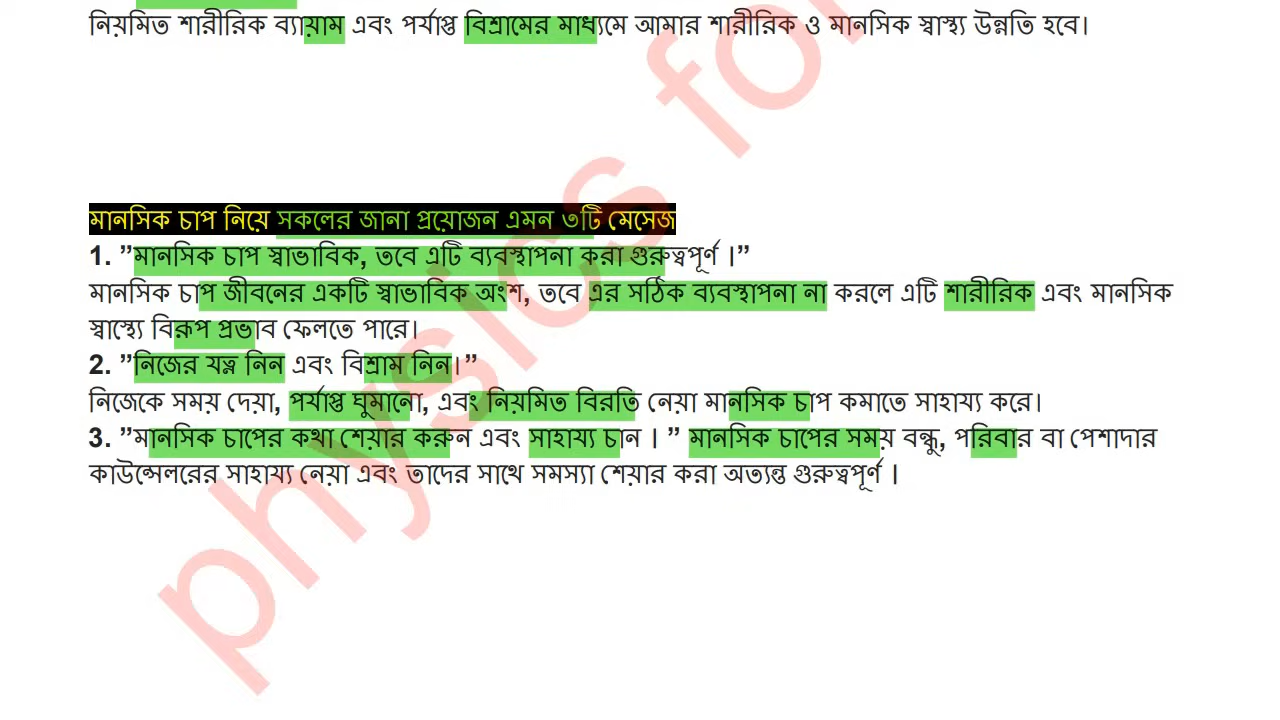 নিয়মিত শারীরিক ব্যায়াম এবং পর্যাপ্ত বিশ্রামের মাধ্যমে আমার শারীরিক ও মানসিক স্বাস্থ্য উন্নতি হবে।
মানসিক চাপ নিয়ে সকলের জানা প্রয়োজন এমন ৩টি মেসেজ
1. ”মানসিক চাপ স্বাভাবিক, তবে এটি ব্যবস্থাপনা করা গুরুত্বপূর্ণ।”
মানসিক চাপ জীবনের একটি স্বাভাবিক অংশ, তবে এর সঠিক ব্যবস্থাপনা না করলে এটি শারীরিক এবং মানসিক
স্বাস্থ্যে বিরূপ প্রভাব ফেলতে পারে।
2. ”নিজের যত্ন নিন এবং বিশ্রাম নিন।”
নিজেকে সময় দেয়া, পর্যাপ্ত ঘুমানো, এবং নিয়মিত বিরতি নেয়া মানসিক চাপ কমাতে সাহায্য করে।
3. ”মানসিক চাপের কথা শেয়ার করুন এবং সাহায্য চান। ” মানসিক চাপের সময় বন্ধু, পরিবার বা পেশাদার
কাউন্সেলরের সাহায্য নেয়া এবং তাদের সাথে সমস্যা শেয়ার করা অত্যন্ত গুরুত্বপূর্ণ।
physics for